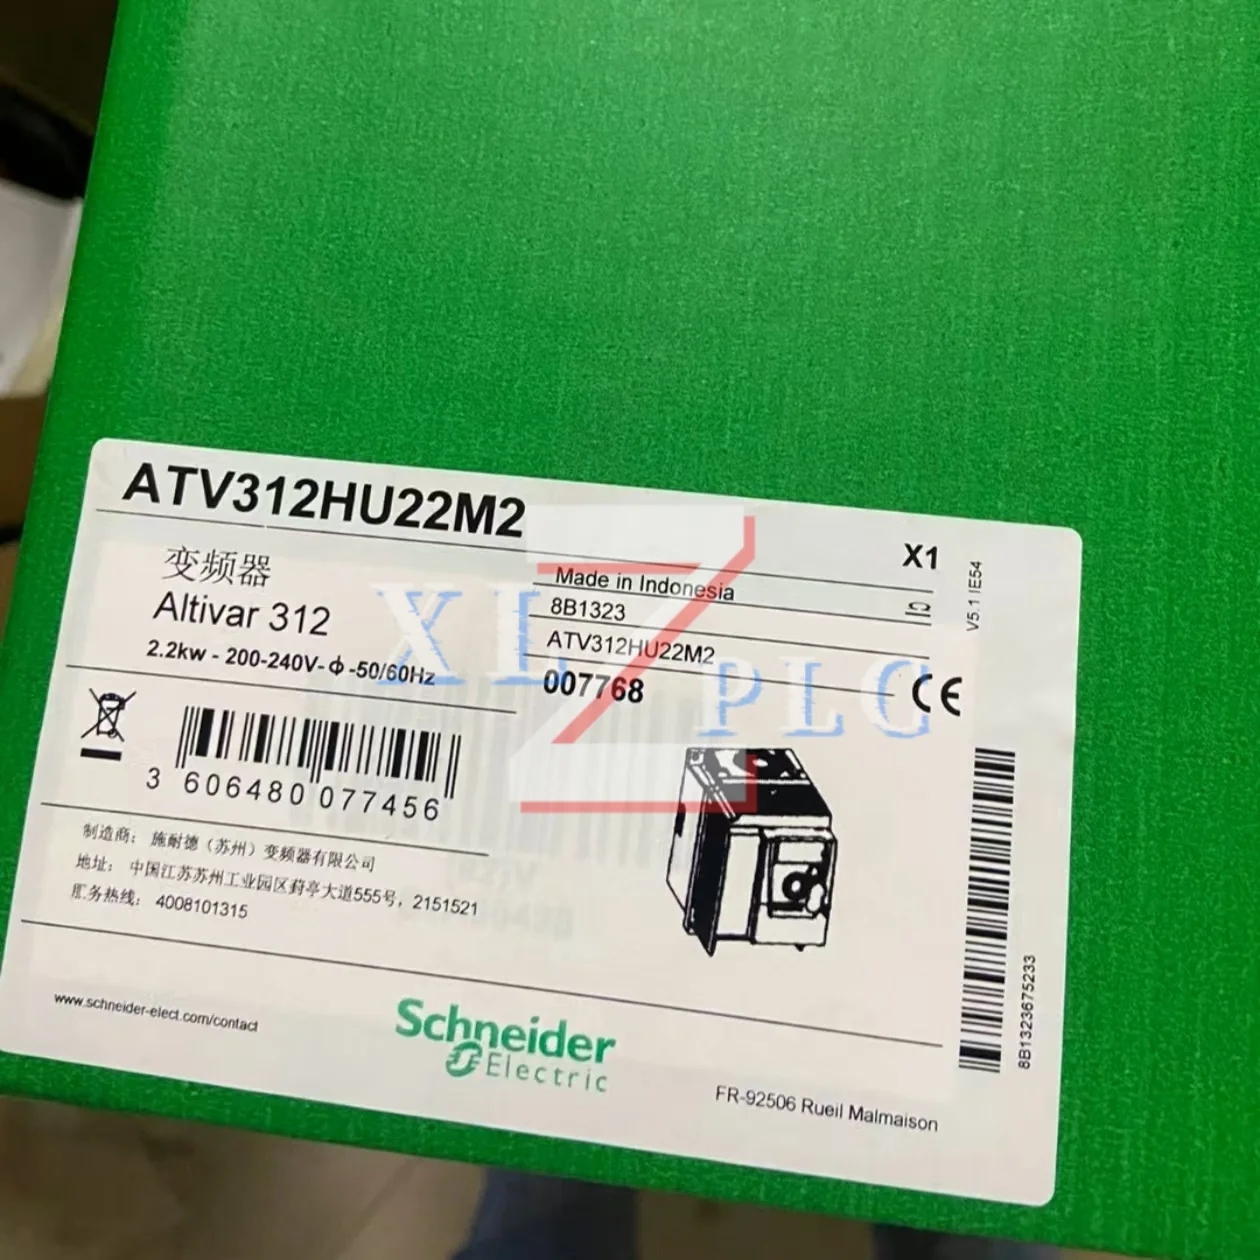 ATV312HU22M2
X1
变频器
Altivar 312
2.2kw - 200-240V-Φ-50/60Hz
Made in Indonesia
8B1323
ATV312HU22M2
007768
V5.1 IE54
CE
XLZ PLC
3 606480 077456
制造商: 施耐德(苏州)变频器有限公司
地址: 中国江苏苏州工业园区葑亭大道555号, 2151521
服务热线: 4008101315
www.schneider-elect.com/contact
Schneider
Electric
FR-92506 Rueil Malmaison
8B1323675233